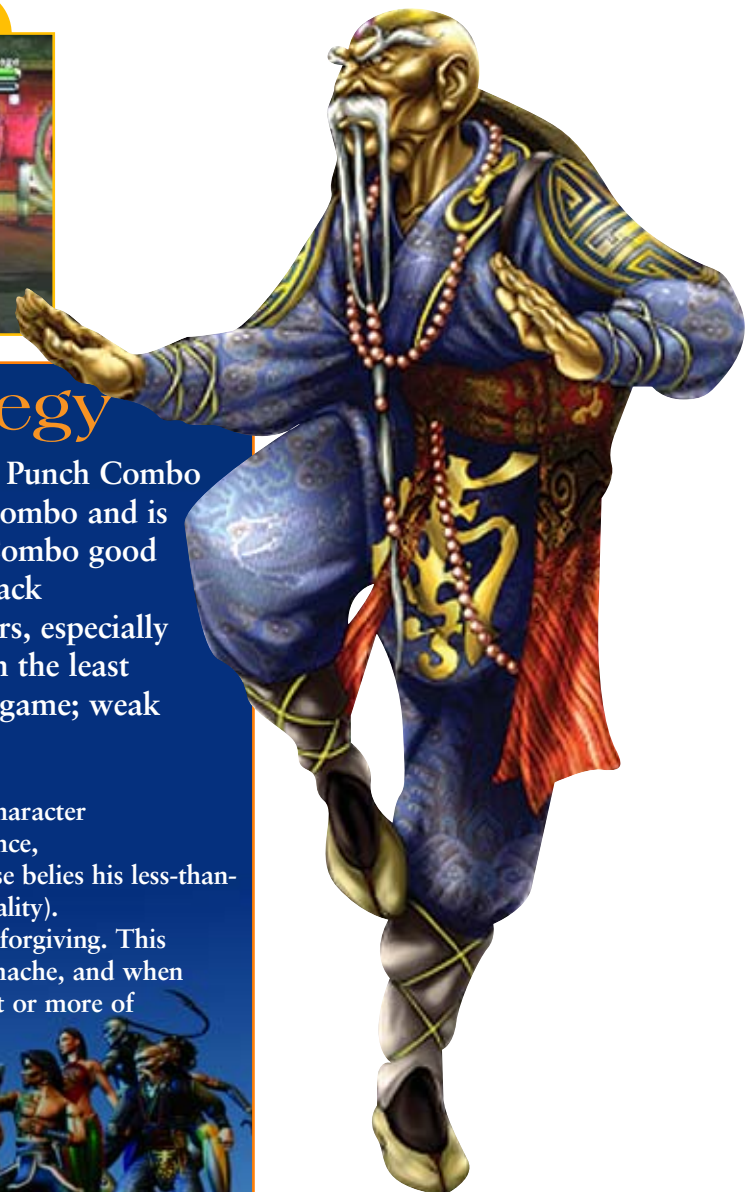 egy
Punch Combo
ombo and is
ombo good
ack
rs, especially
n the least
game; weak
haracter
nce,
se belies his less-than-
ality).
forgiving. This
nache, and when
t or more of